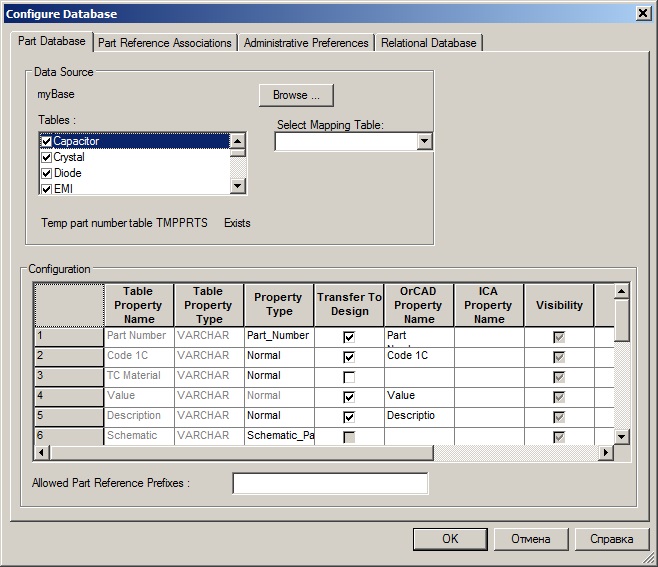 Configure Database
Part Database Part Reference Associations Administrative Preferences Relational Database
Data Source
myBase Browse ...
Tables : Select Mapping Table:
Capacitor
Crystal
Diode
EMI
Temp part number table TMPPRTS Exists
Configuration
Table Property Name Table Property Type Property Type Transfer To Design OrCAD Property Name ICA Property Name Visibility
1 Part Number VARCHAR Part_Number Part
2 Code 1C VARCHAR Normal Code 1C
3 TC Material VARCHAR Normal
4 Value VARCHAR Normal Value
5 Description VARCHAR Normal Descriptio
6 Schematic VARCHAR Schematic_Pa
Allowed Part Reference Prefixes :
OK Отмена Справка